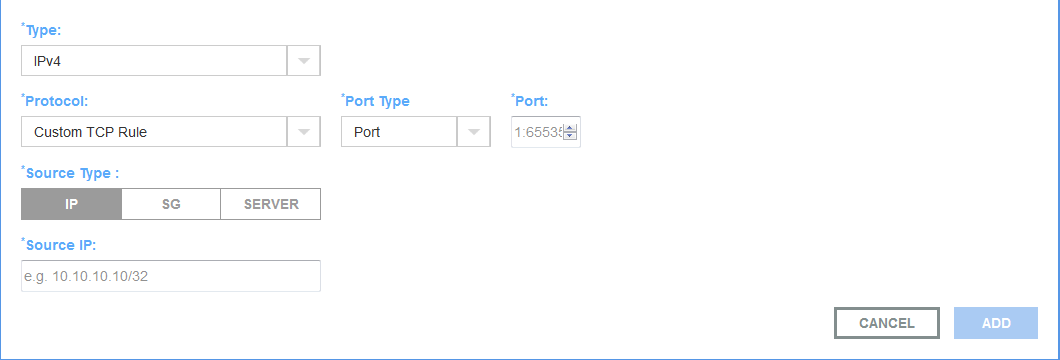 *Type:
IPv4
*Protocol: *Port Type *Port:
Custom TCP Rule Port 1:65535
*Source Type :
IP SG SERVER
*Source IP:
e.g. 10.10.10.10/32
CANCEL ADD